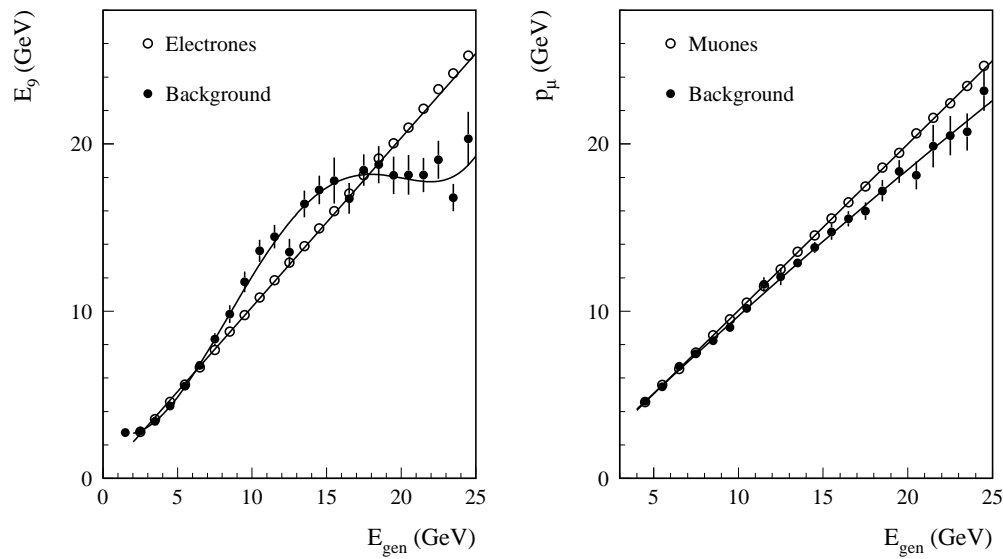 E9 (GeV)
Electrones
Background
20
10
0
0 5 10 15 20 25
Egen (GeV)
pμ (GeV)
Muones
Background
20
10
0
5 10 15 20 25
Egen (GeV)